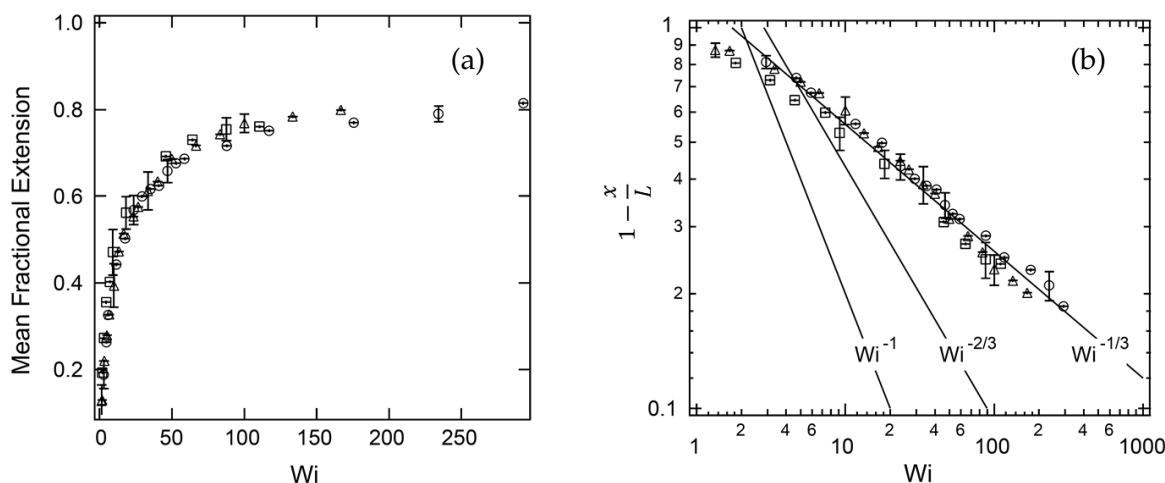 (a)
Mean Fractional Extension
1.0
0.8
0.6
0.4
0.2
0 50 100 150 200 250
Wi
(b)
1 - x/L
1
9
8
7
6
5
4
3
2
0.1
Wi^-1
Wi^-2/3
Wi^-1/3
1 2 4 6 10 2 4 6 100 2 4 6 1000
Wi